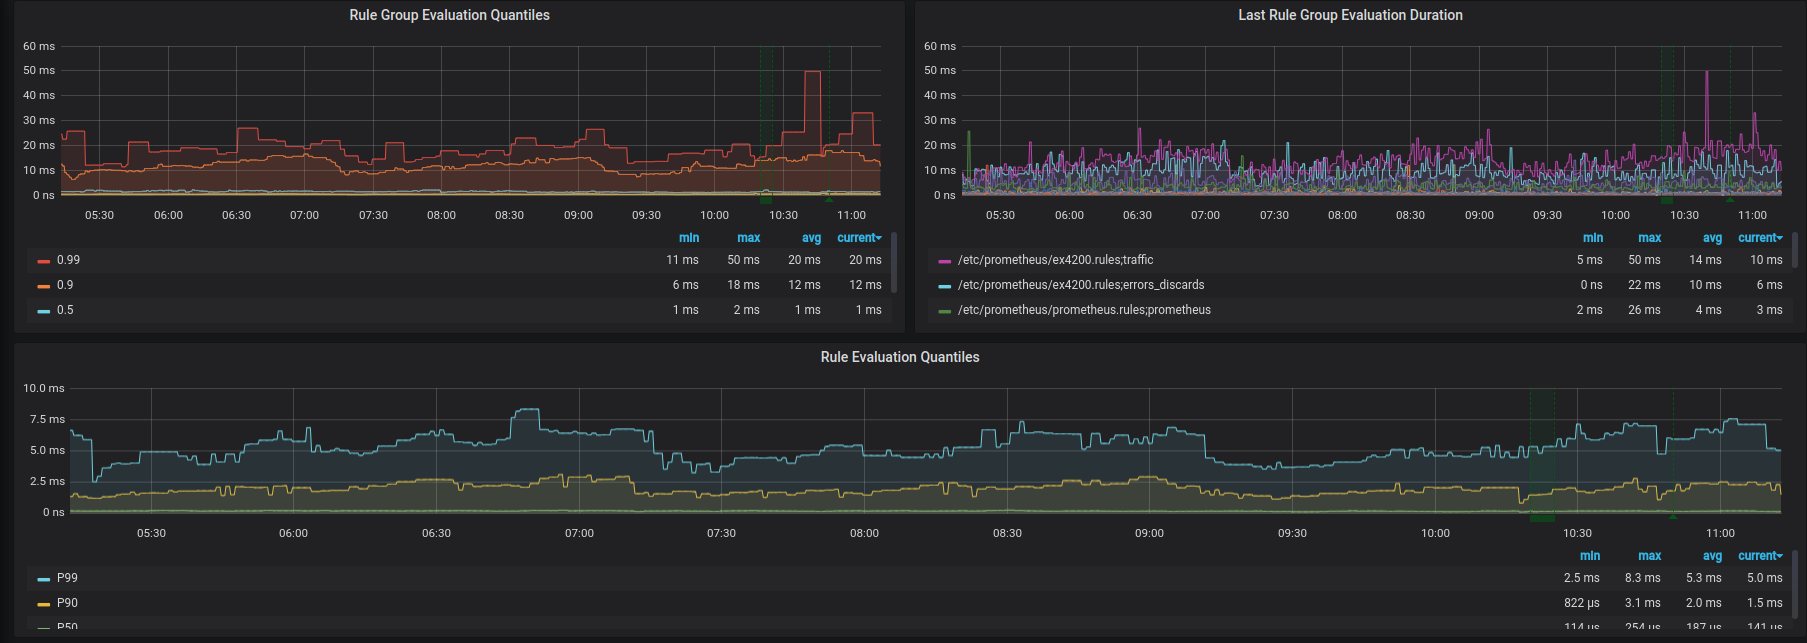 Rule Group Evaluation Quantiles
60 ms
50 ms
40 ms
30 ms
20 ms
10 ms
0 ns
05:30 06:00 06:30 07:00 07:30 08:00 08:30 09:00 09:30 10:00 10:30 11:00
min max avg current
0.99 11 ms 50 ms 20 ms 20 ms
0.9 6 ms 18 ms 12 ms 12 ms
0.5 1 ms 2 ms 1 ms 1 ms
Last Rule Group Evaluation Duration
60 ms
50 ms
40 ms
30 ms
20 ms
10 ms
0 ns
05:30 06:00 06:30 07:00 07:30 08:00 08:30 09:00 09:30 10:00 10:30 11:00
min max avg current
/etc/prometheus/ex4200.rules;traffic 5 ms 50 ms 14 ms 10 ms
/etc/prometheus/ex4200.rules;errors_discards 0 ns 22 ms 10 ms 6 ms
/etc/prometheus/prometheus.rules;prometheus 2 ms 26 ms 4 ms 3 ms
Rule Evaluation Quantiles
10.0 ms
7.5 ms
5.0 ms
2.5 ms
0 ns
05:30 06:00 06:30 07:00 07:30 08:00 08:30 09:00 09:30 10:00 10:30 11:00
min max avg current
P99 2.5 ms 8.3 ms 5.3 ms 5.0 ms
P90 822 µs 3.1 ms 2.0 ms 1.5 ms
P50 114 µs 254 µs 187 µs 141 µs